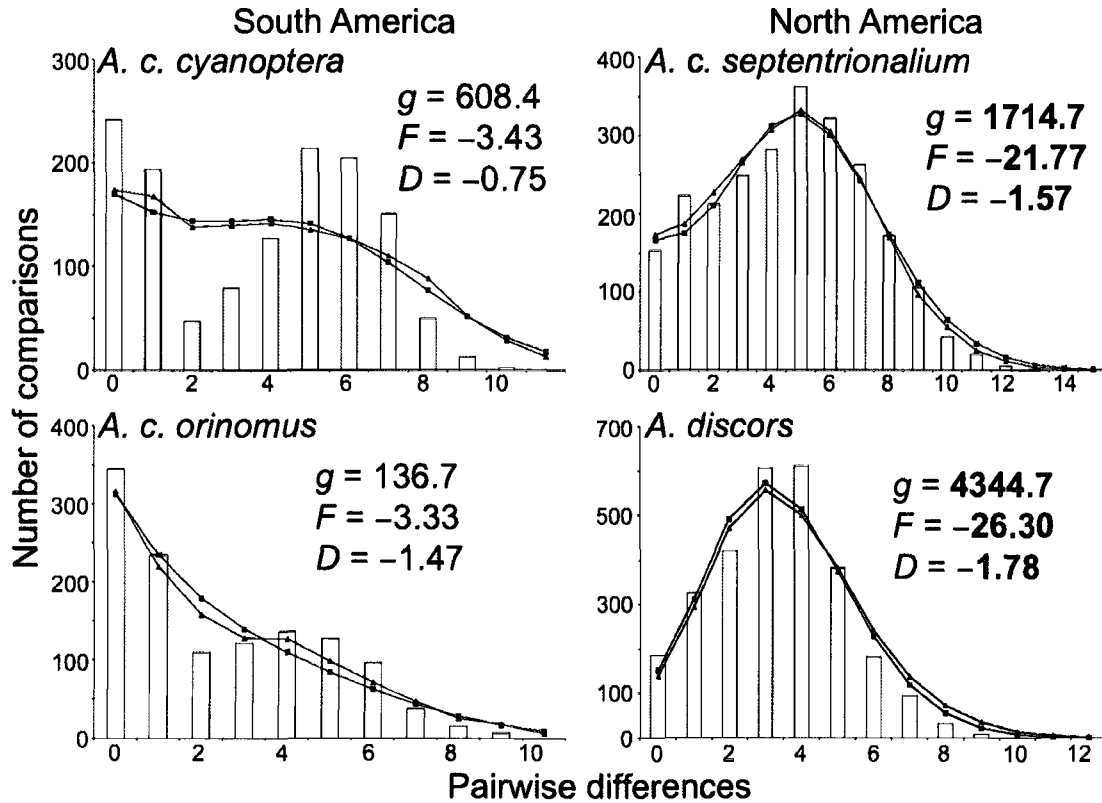 South America
North America
Number of comparisons
A. c. cyanoptera
g = 608.4
F = −3.43
D = −0.75
300
200
100
0
0 2 4 6 8 10
A. c. septentrionalium
g = 1714.7
F = −21.77
D = −1.57
400
300
200
100
0
0 2 4 6 8 10 12 14
A. c. orinomus
g = 136.7
F = −3.33
D = −1.47
400
300
200
100
0
0 2 4 6 8 10
A. discors
g = 4344.7
F = −26.30
D = −1.78
700
500
300
100
0
0 2 4 6 8 10 12
Pairwise differences